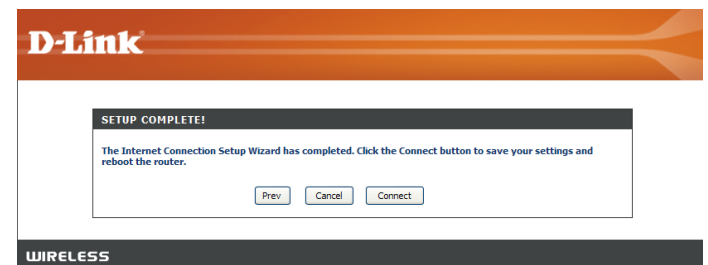 D-Link
SETUP COMPLETE!
The Internet Connection Setup Wizard has completed. Click the Connect button to save your settings and
reboot the router.
Prev Cancel Connect
WIRELESS